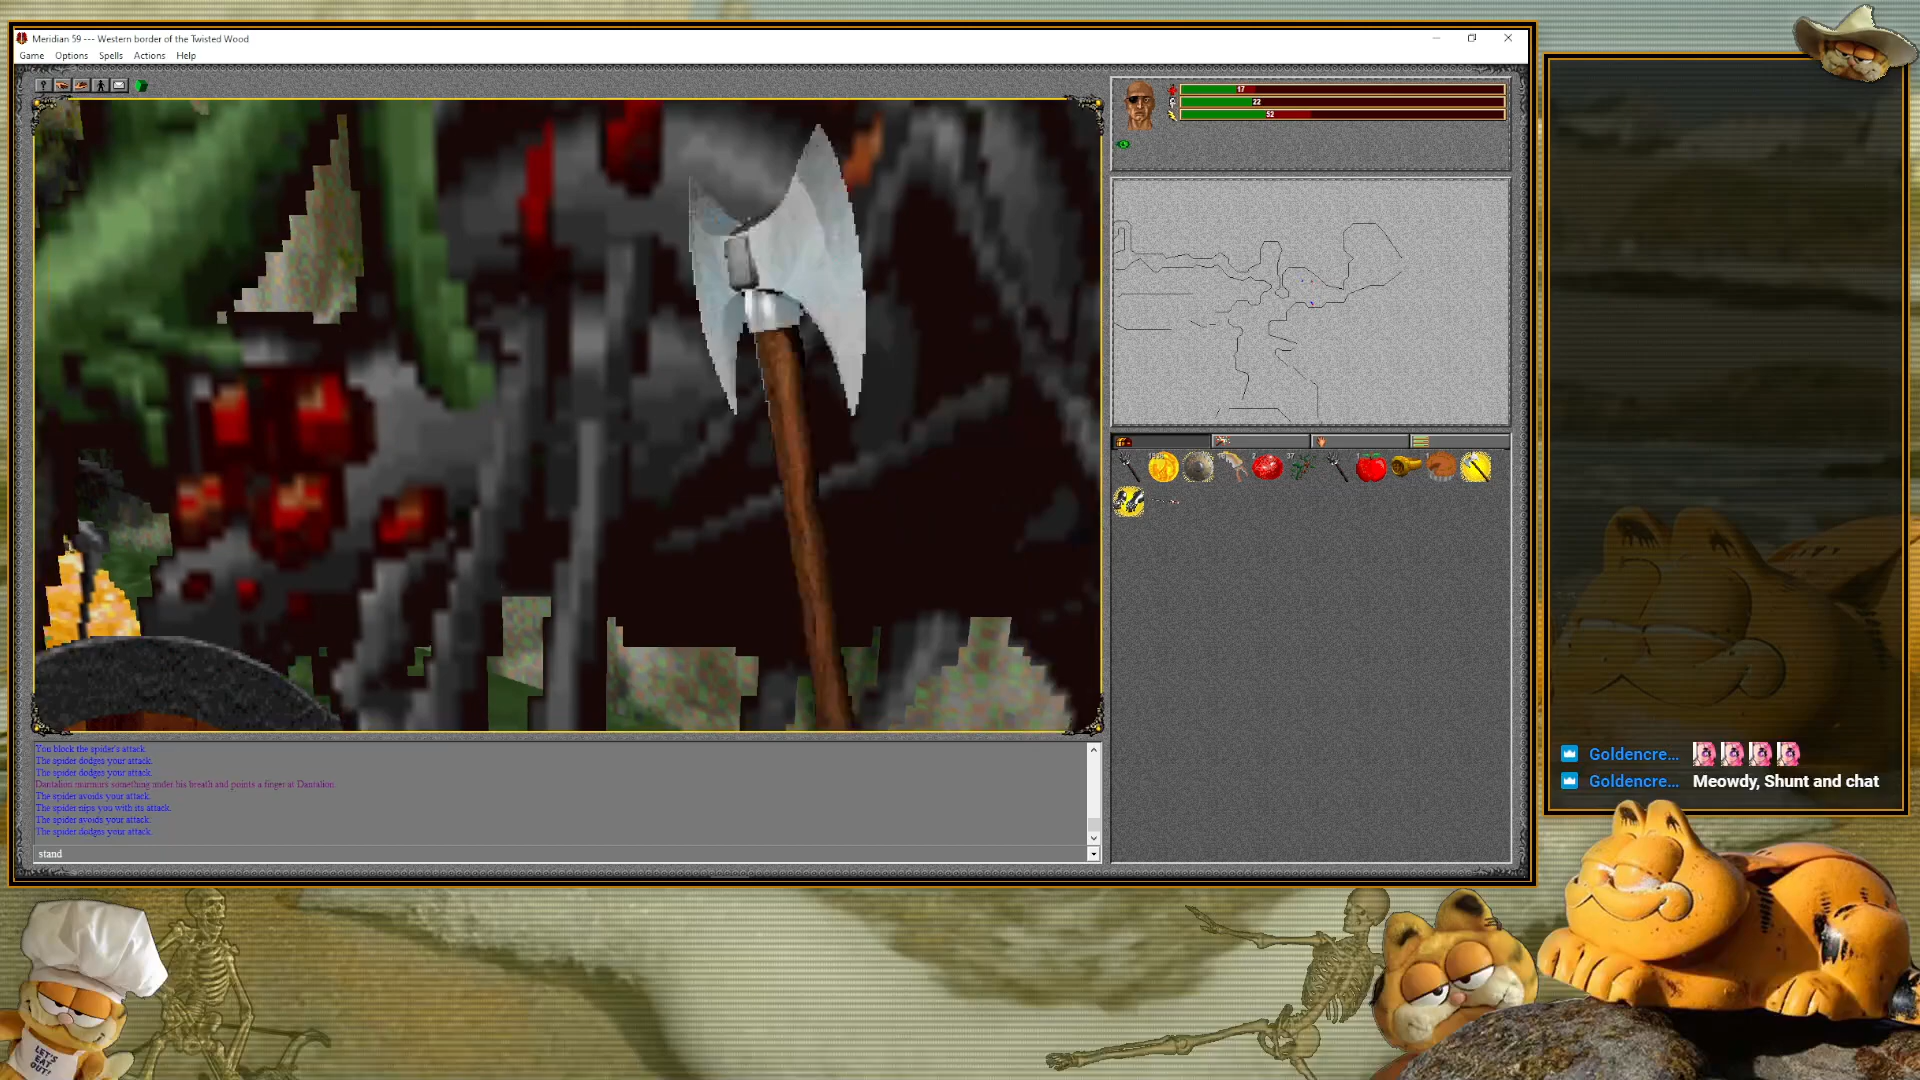 Meridian 59 --- Western border of the Twisted Wood
Game Options Spells Actions Help
17
22
52
2 37
You block the spider's attack.
The spider dodges your attack.
The spider dodges your attack.
Dantalion murmurs something under his breath and points a finger at Dantalion.
The spider avoids your attack.
The spider nips you with its attack.
The spider avoids your attack.
The spider dodges your attack.
stand
Goldencre...
Goldencre... Meowdy, Shunt and chat
LET'S
EAT
OUT!